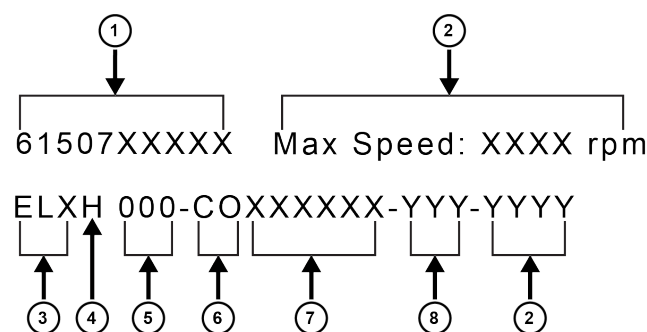 1 2
61507XXXXX Max Speed: XXXX rpm
ELXH 000-COXXXXXX-YYY-YYYY
3 4 5 6 7 8 2